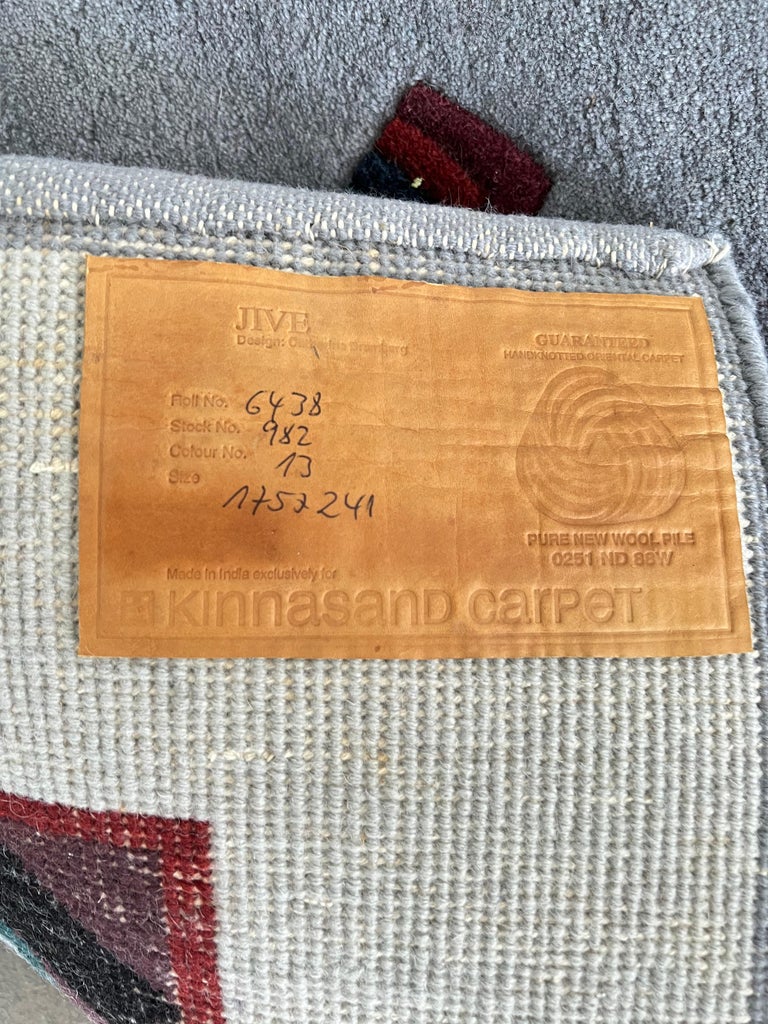 JIVE
Design:
GUARANTEED
HANDKNOTTED ORIENTAL CARPET
Roll No. 6438
Stock No. 982
Colour No. 13
Size
175x241
PURE NEW WOOL PILE
0251 ND 88W
Made in India exclusively for
kinnasand carpet